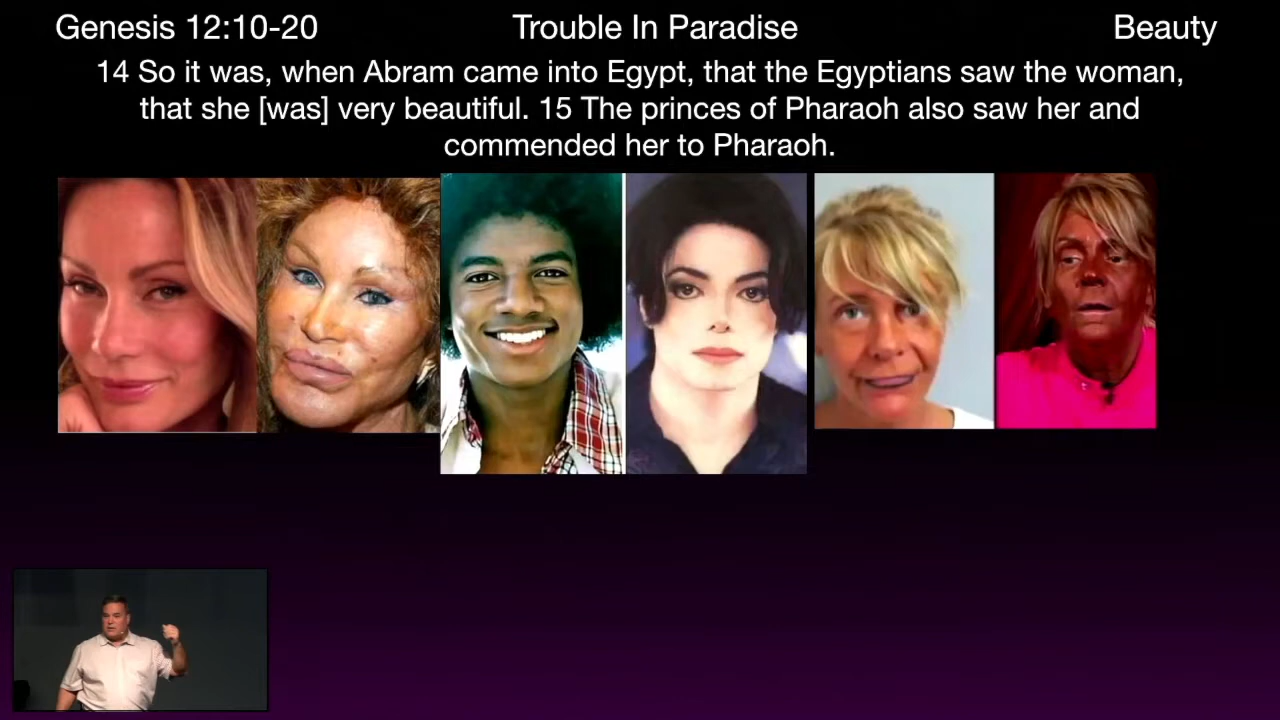 Genesis 12:10-20 Trouble In Paradise Beauty
14 So it was, when Abram came into Egypt, that the Egyptians saw the woman,
that she [was] very beautiful. 15 The princes of Pharaoh also saw her and
commended her to Pharaoh.